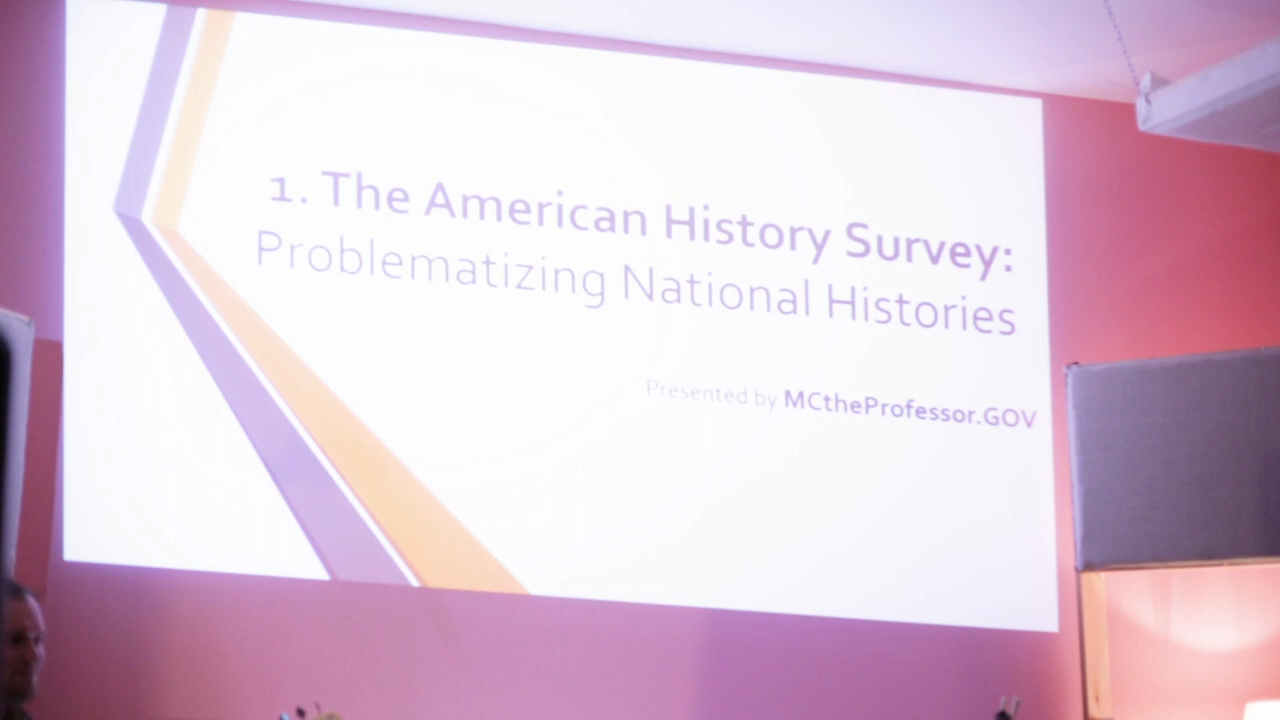 1. The American History Survey:
Problematizing National Histories
Presented by MCtheProfessor.GOV